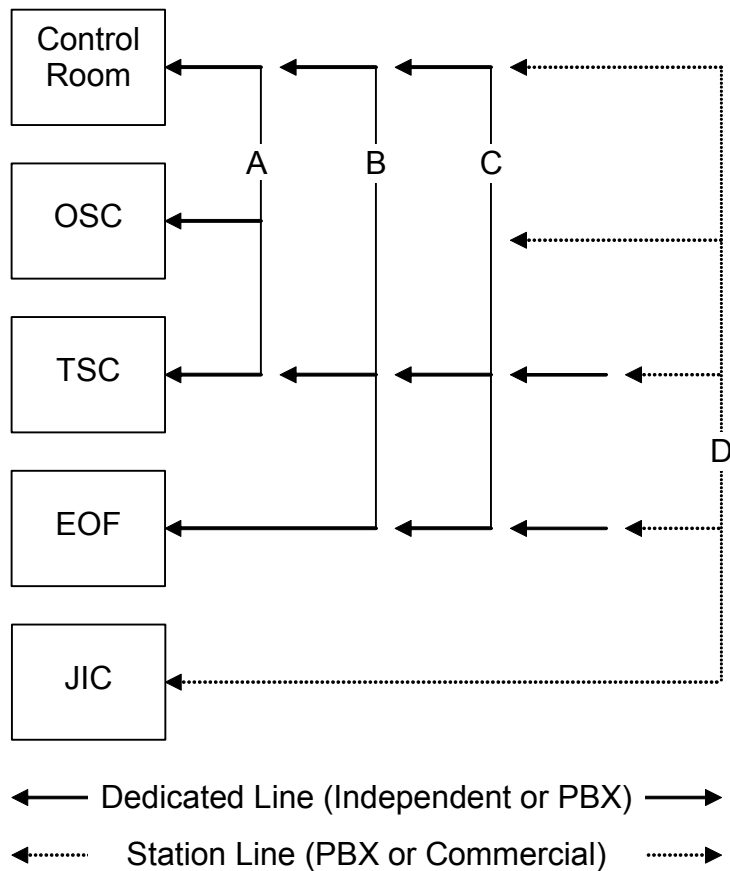 Control
Room
A
B
C
OSC
TSC
D
EOF
JIC
Dedicated Line (Independent or PBX)
Station Line (PBX or Commercial)